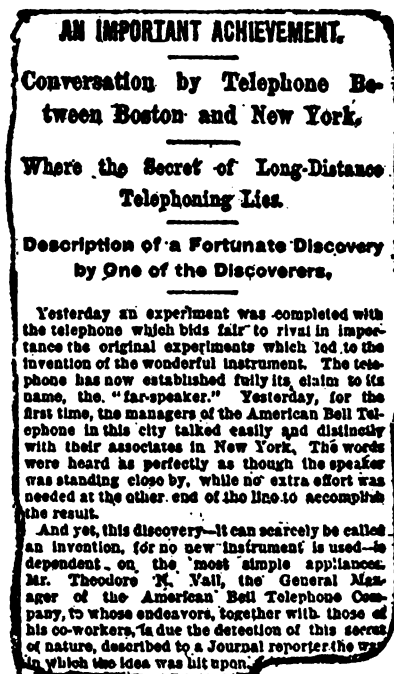 AN IMPORTANT ACHIEVEMENT.
Conversation by Telephone Be-
tween Boston and New York.
Where the Secret of Long-Distance
Telephoning Lies.
Description of a Fortunate Discovery
by One of the Discoverers.
Yesterday an experiment was completed with
the telephone which bids fair to rival in impor-
tance the original experiments which led to the
invention of the wonderful instrument. The tele-
phone has now established fully its claim to its
name, the "far-speaker." Yesterday, for the
first time, the managers of the American Bell Tel-
ephone in this city talked easily and distinctly
with their associates in New York. The words
were heard as perfectly as though the speaker
was standing close by, while no extra effort was
needed at the other end of the line to accomplish
the result.
And yet, this discovery—it can scarcely be called
an invention, for no new instrument is used—is
dependent on the most simple appliances.
Mr. Theodore N. Vail, the General Man-
ager of the American Bell Telephone Com-
pany, to whose endeavors, together with those of
his co-workers, is due the detection of this secret
of nature, described to a Journal reporter the way
in which the idea was hit upon.